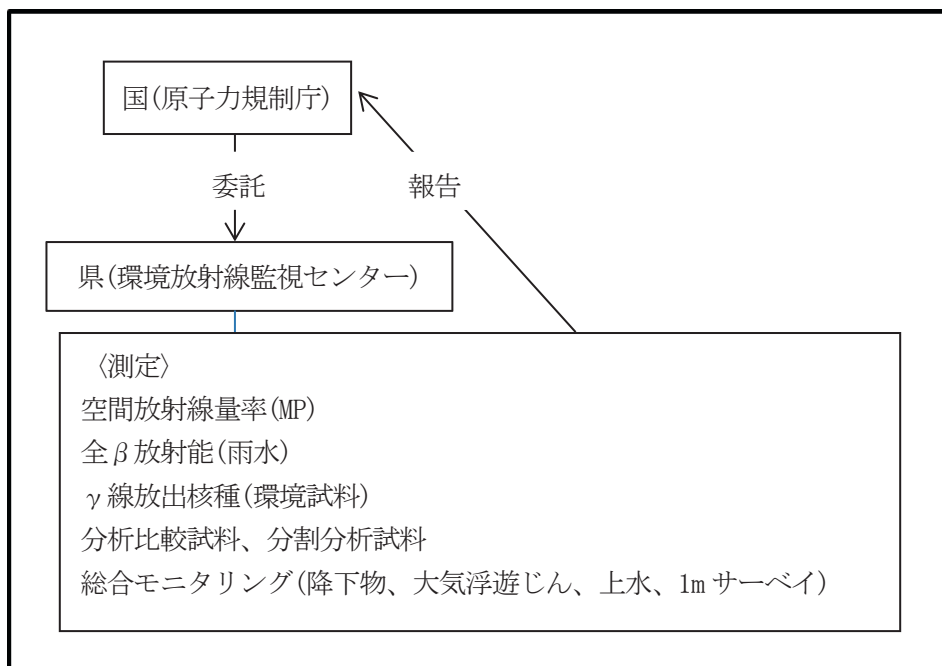 国(原子力規制庁)
委託
報告
県(環境放射線監視センター)
〈測定〉
空間放射線量率(MP)
全β放射能(雨水)
γ線放出核種(環境試料)
分析比較試料、分割分析試料
総合モニタリング(降下物、大気浮遊じん、上水、1mサーベイ)